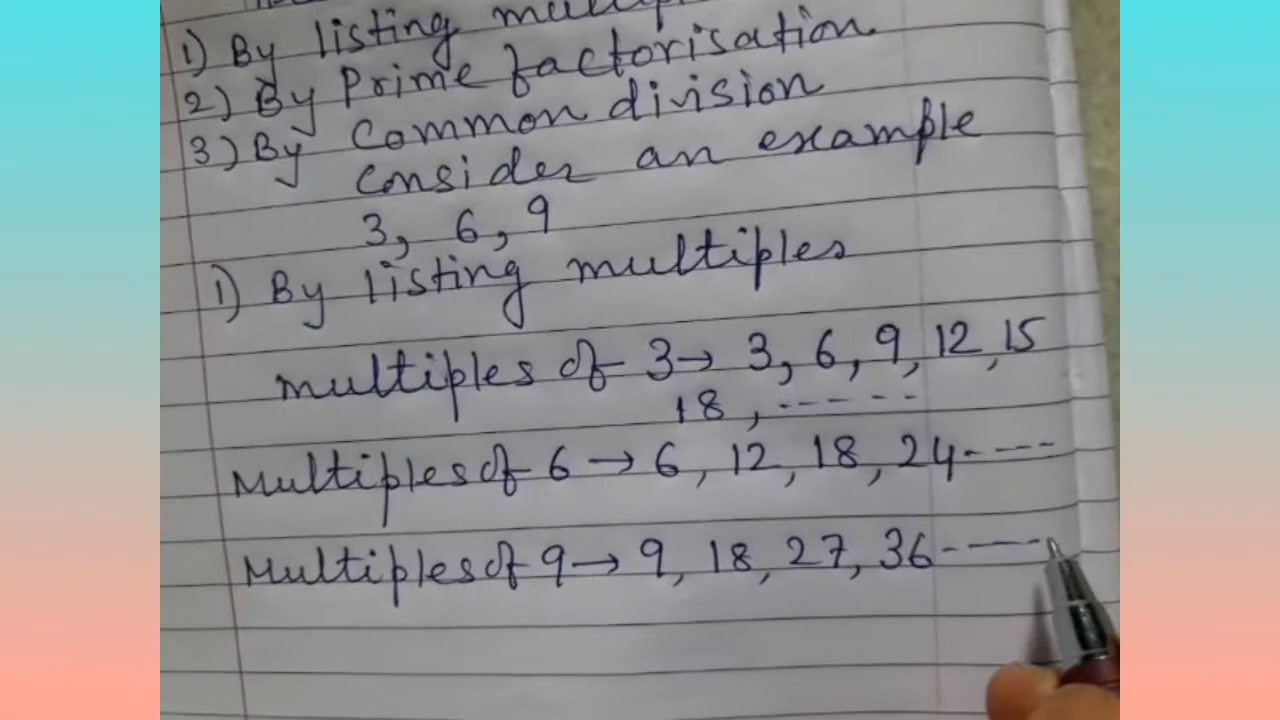 1) By listing
2) By Prime factorisation
3) By Common division
consider an example
3, 6, 9
1) By listing multiples
multiples of 3→ 3, 6, 9, 12, 15
18, -----
Multiples of 6 → 6, 12, 18, 24----
Multiples of 9 → 9, 18, 27, 36----